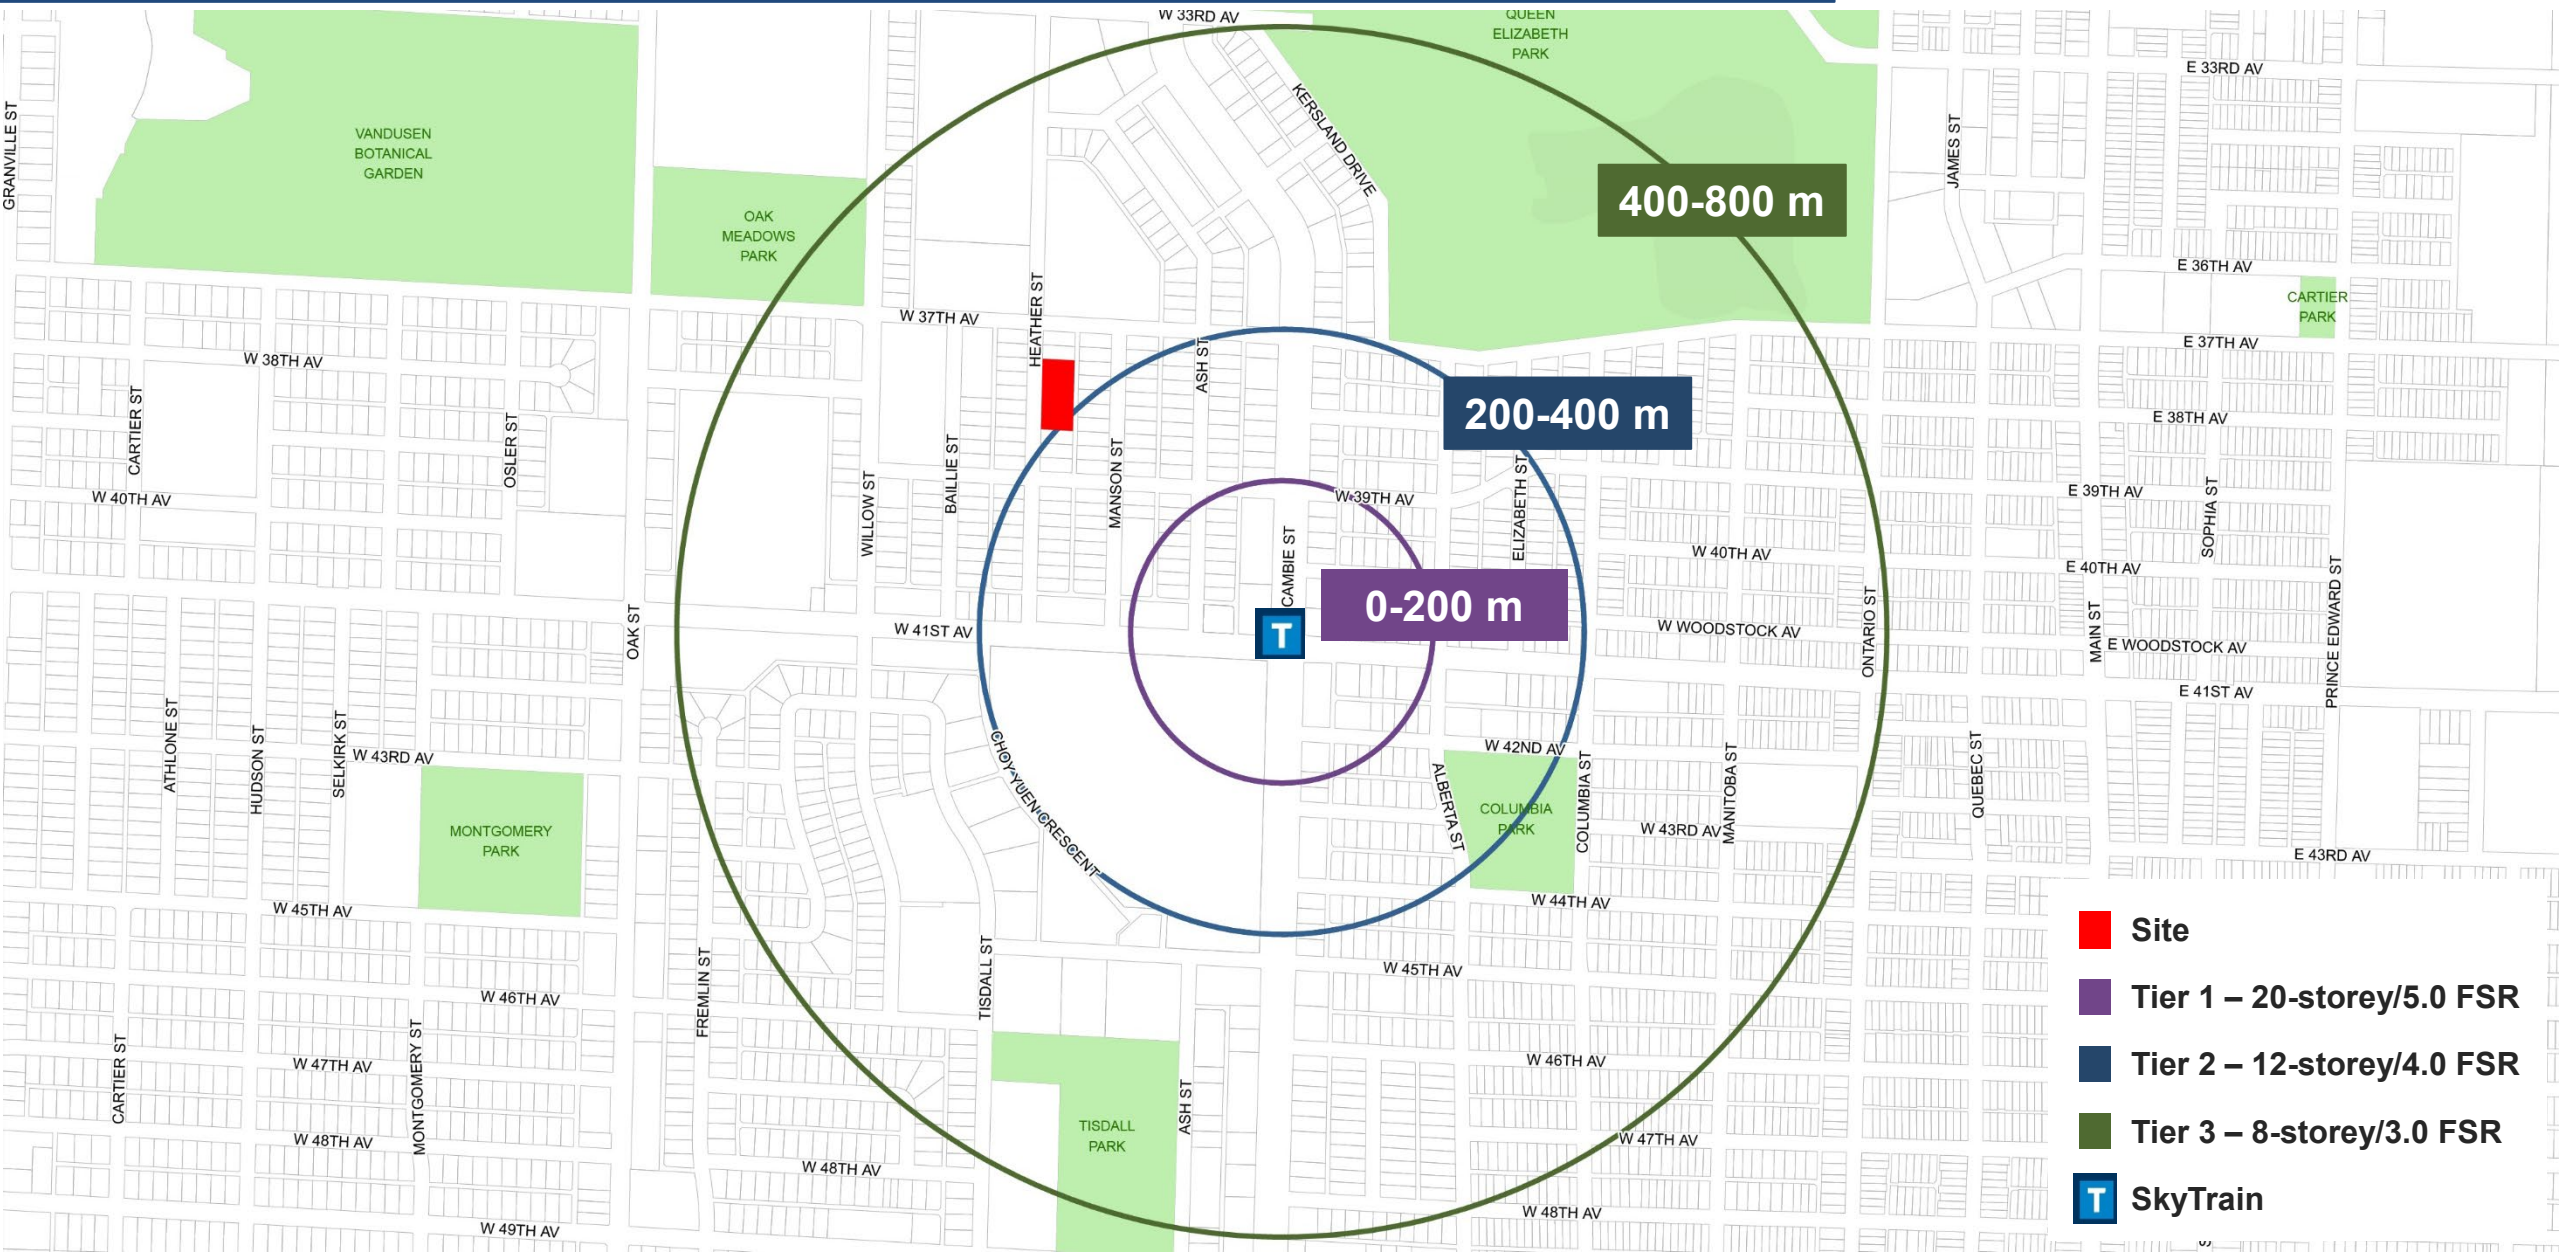 W 33RD AV
QUEEN
ELIZABETH
PARK
E 33RD AV
KERSLAND DRIVE
GRANVILLE ST
VANDUSEN
BOTANICAL
GARDEN
JAMES ST
400-800 m
OAK
MEADOWS
PARK
E 36TH AV
CARTIER
PARK
HEATHER ST
W 37TH AV
E 37TH AV
W 38TH AV
ASH ST
CARTIER ST
OSLER ST
200-400 m
E 38TH AV
BAILLIE ST
MANSON ST
WILLOW ST
W 40TH AV
W 39TH AV
ELIZABETH ST
E 39TH AV
SOPHIA ST
CAMBIE ST
W 40TH AV
E 40TH AV
PRINCE EDWARD ST
0-200 m
OAK ST
W 41ST AV
T
W WOODSTOCK AV
ONTARIO ST
MAIN ST
E WOODSTOCK AV
E 41ST AV
ATHLONE ST
HUDSON ST
SELKIRK ST
W 43RD AV
CHOY YUEN CRESCENT
W 42ND AV
ALBERTA ST
COLUMBIA ST
MANITOBA ST
QUEBEC ST
COLUMBIA
PARK
MONTGOMERY
PARK
W 43RD AV
E 43RD AV
W 45TH AV
W 44TH AV
FREMLIN ST
TISDALL ST
W 45TH AV
W 46TH AV
CARTIER ST
MONTGOMERY ST
W 47TH AV
W 46TH AV
ASH ST
TISDALL
PARK
W 48TH AV
W 47TH AV
W 48TH AV
W 49TH AV
W 48TH AV
Site
Tier 1 – 20-storey/5.0 FSR
Tier 2 – 12-storey/4.0 FSR
Tier 3 – 8-storey/3.0 FSR
T SkyTrain